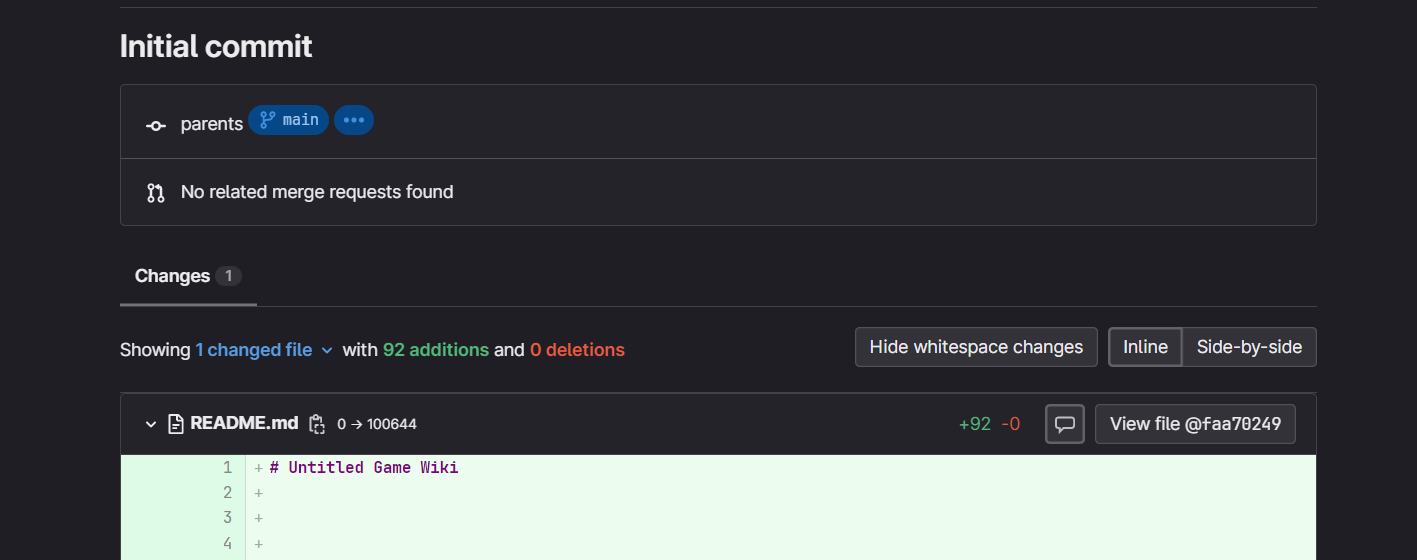 Initial commit
parents main
No related merge requests found
Changes 1
Showing 1 changed file with 92 additions and 0 deletions
Hide whitespace changes
Inline
Side-by-side
README.md 0 → 100644
+92 -0
View file @faa70249
1 + # Untitled Game Wiki
2 +
3 +
4 +